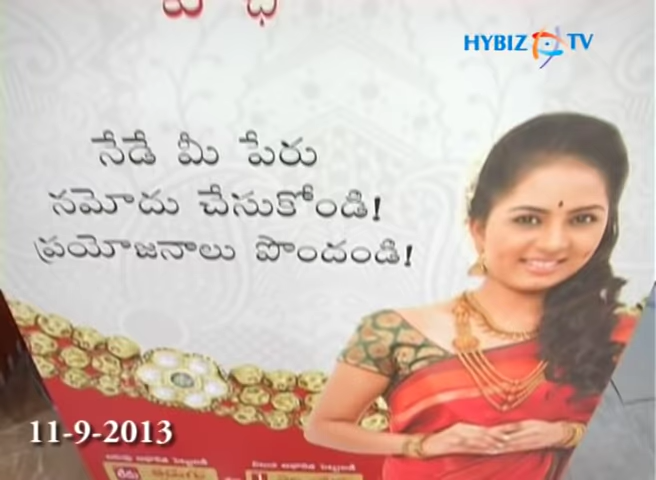 HYBIZ TV
నేడే మీ పేరు
నమోదు చేసుకోండి!
ప్రయోజనాలు పొందండి!
11-9-2013